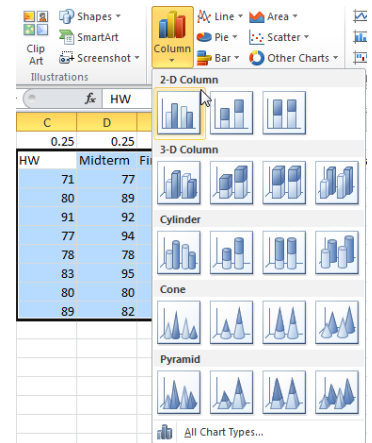 Shapes Line Area
SmartArt Pie Scatter
Clip Art Screenshot Column Bar Other Charts
Illustrations 2-D Column
fx HW
C D
0.25 0.25
HW Midterm 3-D Column
71 77
80 89
91 92
77 94 Cylinder
78 78
83 95
80 80 Cone
89 82
Pyramid
All Chart Types...